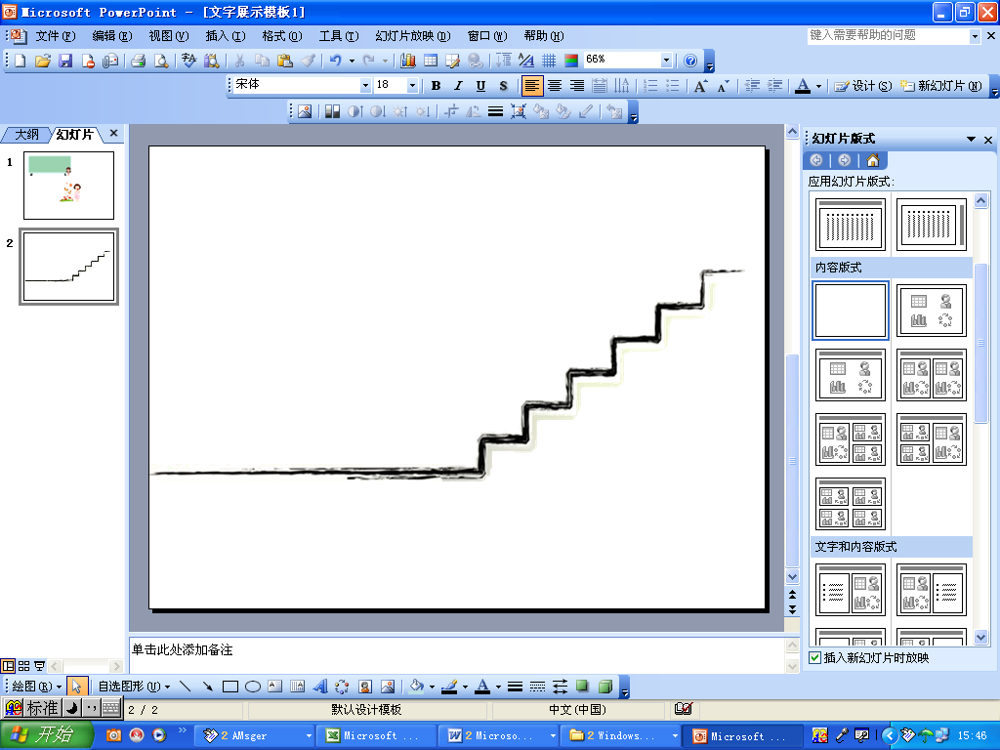 Microsoft PowerPoint - [文字展示模板1]
文件(F) 编辑(E) 视图(V) 插入(I) 格式(O) 工具(T) 幻灯片放映(D) 窗口(W) 帮助(H) 键入需要帮助的问题
66%
宋体 18 B I U S A A A 设计(S) 新幻灯片(N)
大纲 幻灯片
幻灯片版式
应用幻灯片版式:
1
2
内容版式
文字和内容版式
单击此处添加备注
插入新幻灯片时放映
绘图(R) 自选图形(U)
标准 2 / 2 默认设计模板 中文(中国)
开始 2 AMsger Microsoft ... 2 Microso... 2 Windows... Microsoft ... 15:46